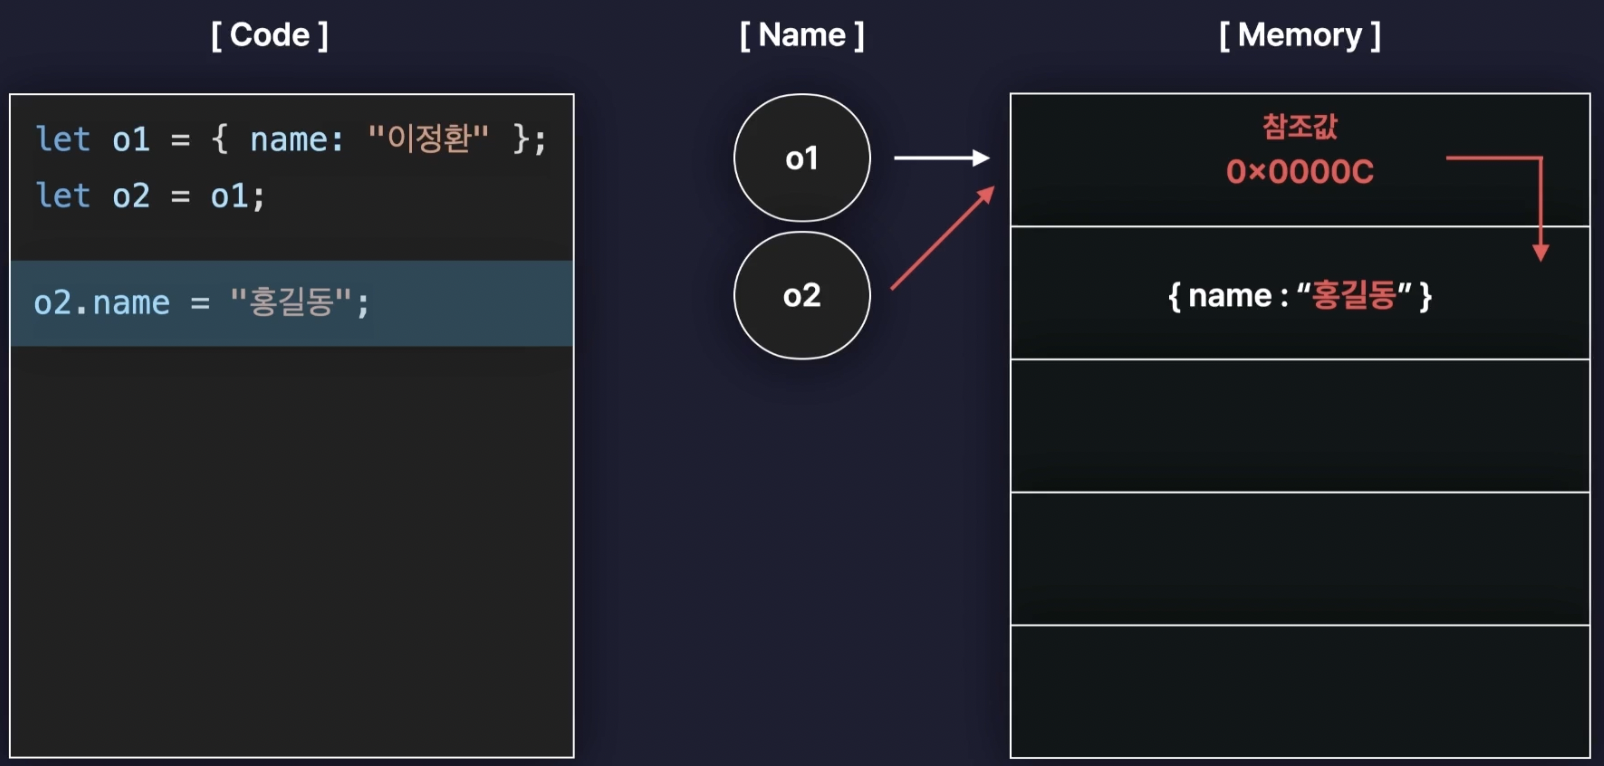 [ Code ]
[ Name ]
[ Memory ]
let o1 = { name: "이정환" };
let o2 = o1;
o2.name = "홍길동";
o1
o2
참조값
0×0000C
{ name : “홍길동” }